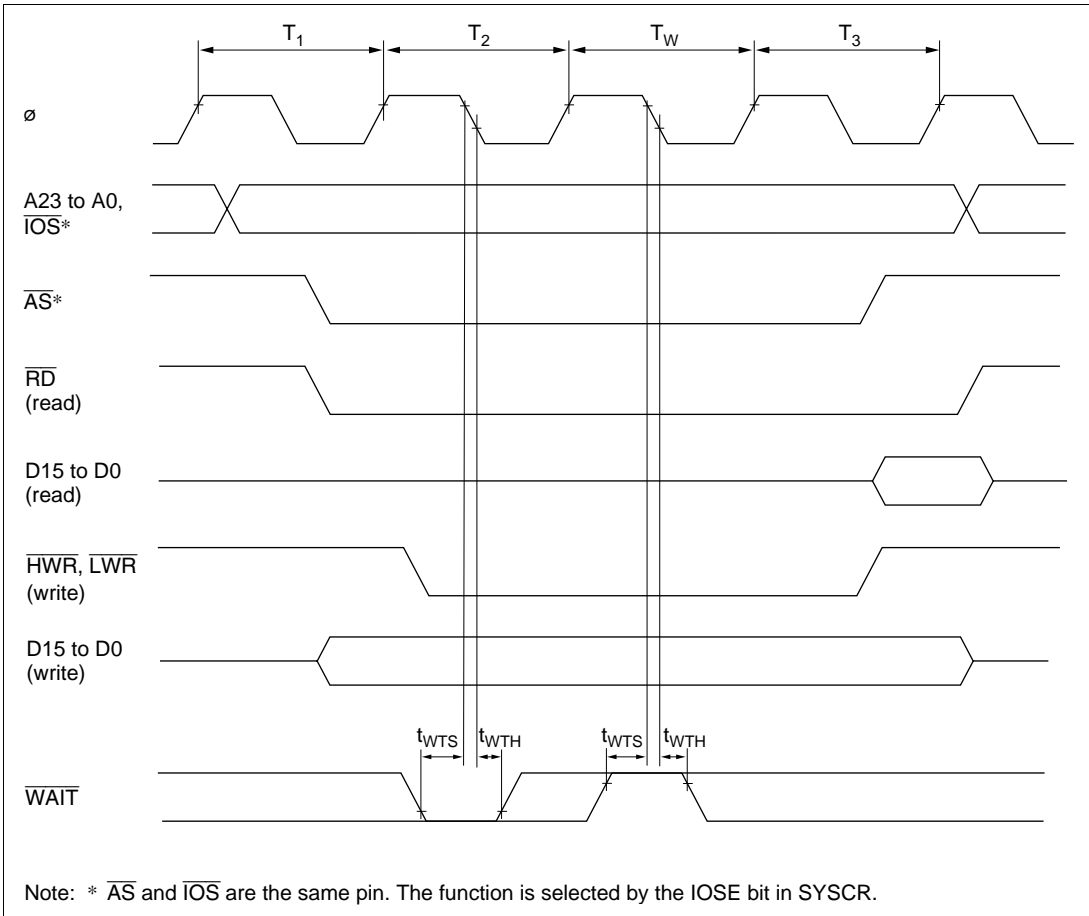 T1 T2 TW T3
ø
A23 to A0,
IOS*
AS*
RD
(read)
D15 to D0
(read)
HWR, LWR
(write)
D15 to D0
(write)
tWTS tWTH tWTS tWTH
WAIT
Note: * AS and IOS are the same pin. The function is selected by the IOSE bit in SYSCR.